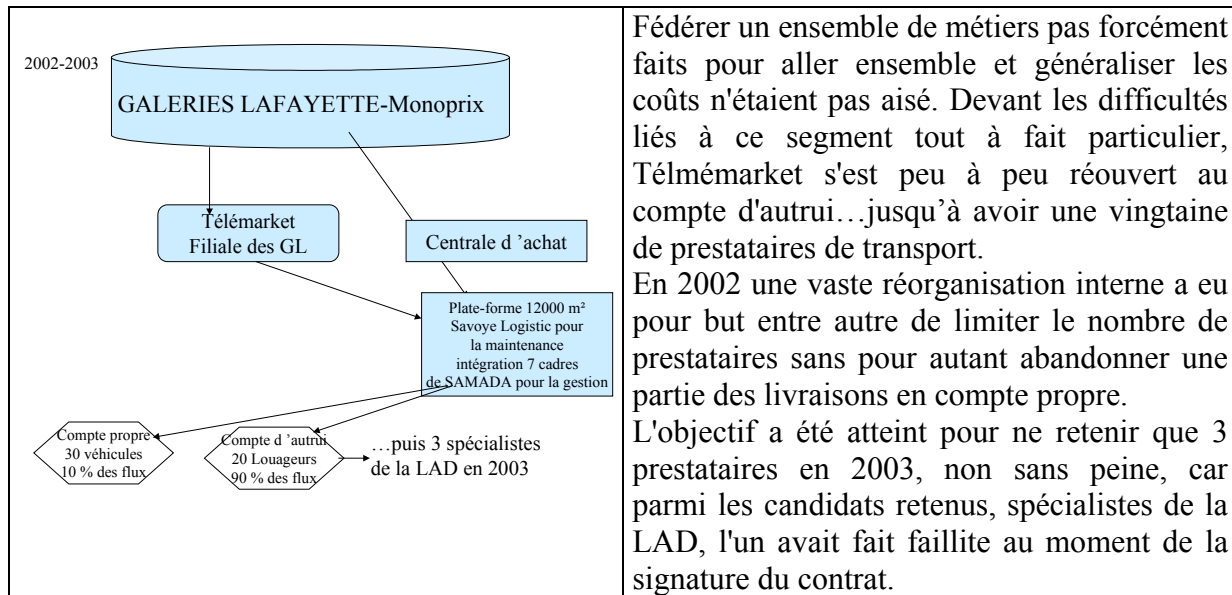 2002-2003
GALERIES LAFAYETTE-Monoprix
Télémarket
Filiale des GL
Centrale d ’achat
Plate-forme 12000 m²
Savoye Logistic pour
la maintenance
intégration 7 cadres
de SAMADA pour la gestion
Compte propre
30 véhicules
10 % des flux
Compte d ’autrui
20 Louageurs
90 % des flux
…puis 3 spécialistes
de la LAD en 2003
Fédérer un ensemble de métiers pas forcément
faits pour aller ensemble et généraliser les
coûts n'étaient pas aisé. Devant les difficultés
liés à ce segment tout à fait particulier,
Télmémarket s'est peu à peu réouvert au
compte d'autrui…jusqu’à avoir une vingtaine
de prestataires de transport.
En 2002 une vaste réorganisation interne a eu
pour but entre autre de limiter le nombre de
prestataires sans pour autant abandonner une
partie des livraisons en compte propre.
L'objectif a été atteint pour ne retenir que 3
prestataires en 2003, non sans peine, car
parmi les candidats retenus, spécialistes de la
LAD, l'un avait fait faillite au moment de la
signature du contrat.